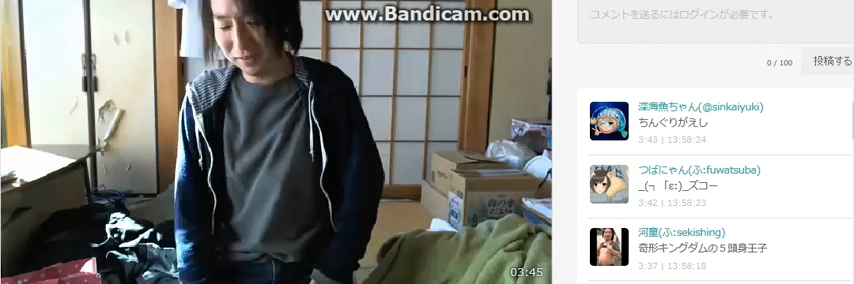 www.Bandicam.com
03:45
コメントを送るにはログインが必要です。
0 / 100
投稿する
深海魚ちゃん(@sinkaiyuki)
ちんぐりがえし
3:43 | 13:58:24
つばにゃん(ふ:fuwatsuba)
_(┐「ε:)_ズコー
3:42 | 13:58:23
河童(ふ:sekishing)
奇形キングダムの5頭身王子
3:37 | 13:58:18